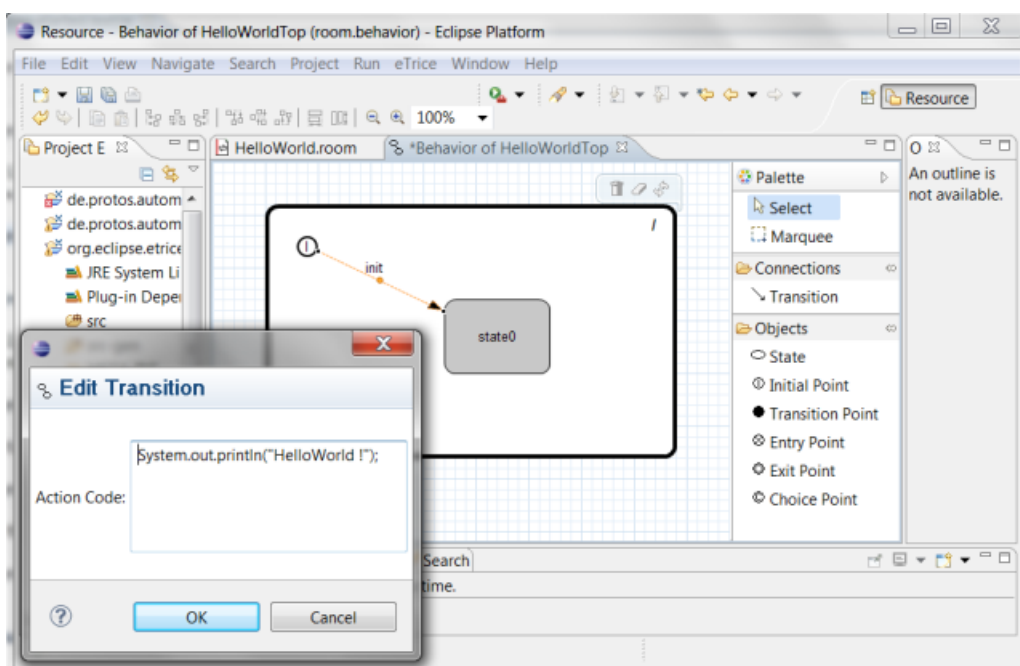 Resource - Behavior of HelloWorldTop (room.behavior) - Eclipse Platform
File Edit View Navigate Search Project Run eTrice Window Help
Resource
100%
Project E
HelloWorld.room
*Behavior of HelloWorldTop
O
An outline is
not available.
de.protos.autom
de.protos.autom
org.eclipse.etrice
JRE System Li
Plug-in Depe
src
I
init
state0
I
Palette
Select
Marquee
Connections
Transition
Objects
State
Initial Point
Transition Point
Entry Point
Exit Point
Choice Point
Edit Transition
Action Code:
System.out.println("HelloWorld !");
OK
Cancel
Search
time.